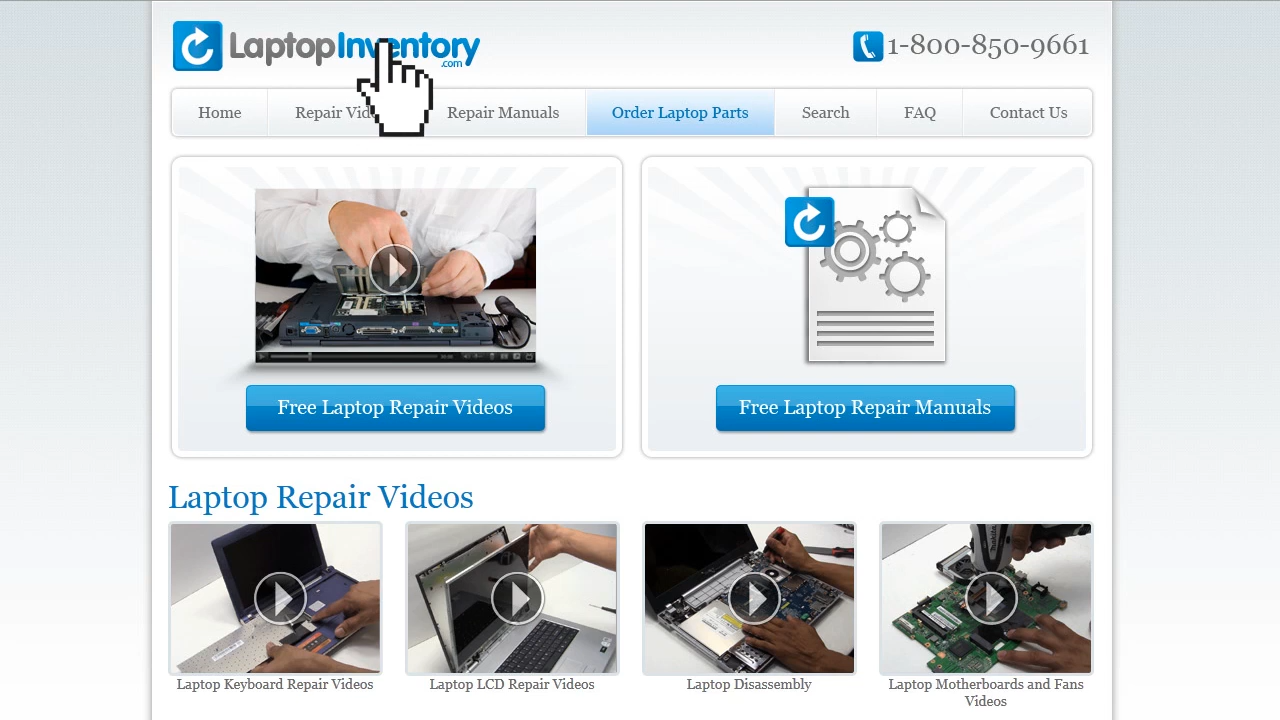 LaptopInventory
.com
1-800-850-9661
Home
Repair Vid
Repair Manuals
Order Laptop Parts
Search
FAQ
Contact Us
Free Laptop Repair Videos
Free Laptop Repair Manuals
Laptop Repair Videos
Laptop Keyboard Repair Videos
Laptop LCD Repair Videos
Laptop Disassembly
Laptop Motherboards and Fans
Videos